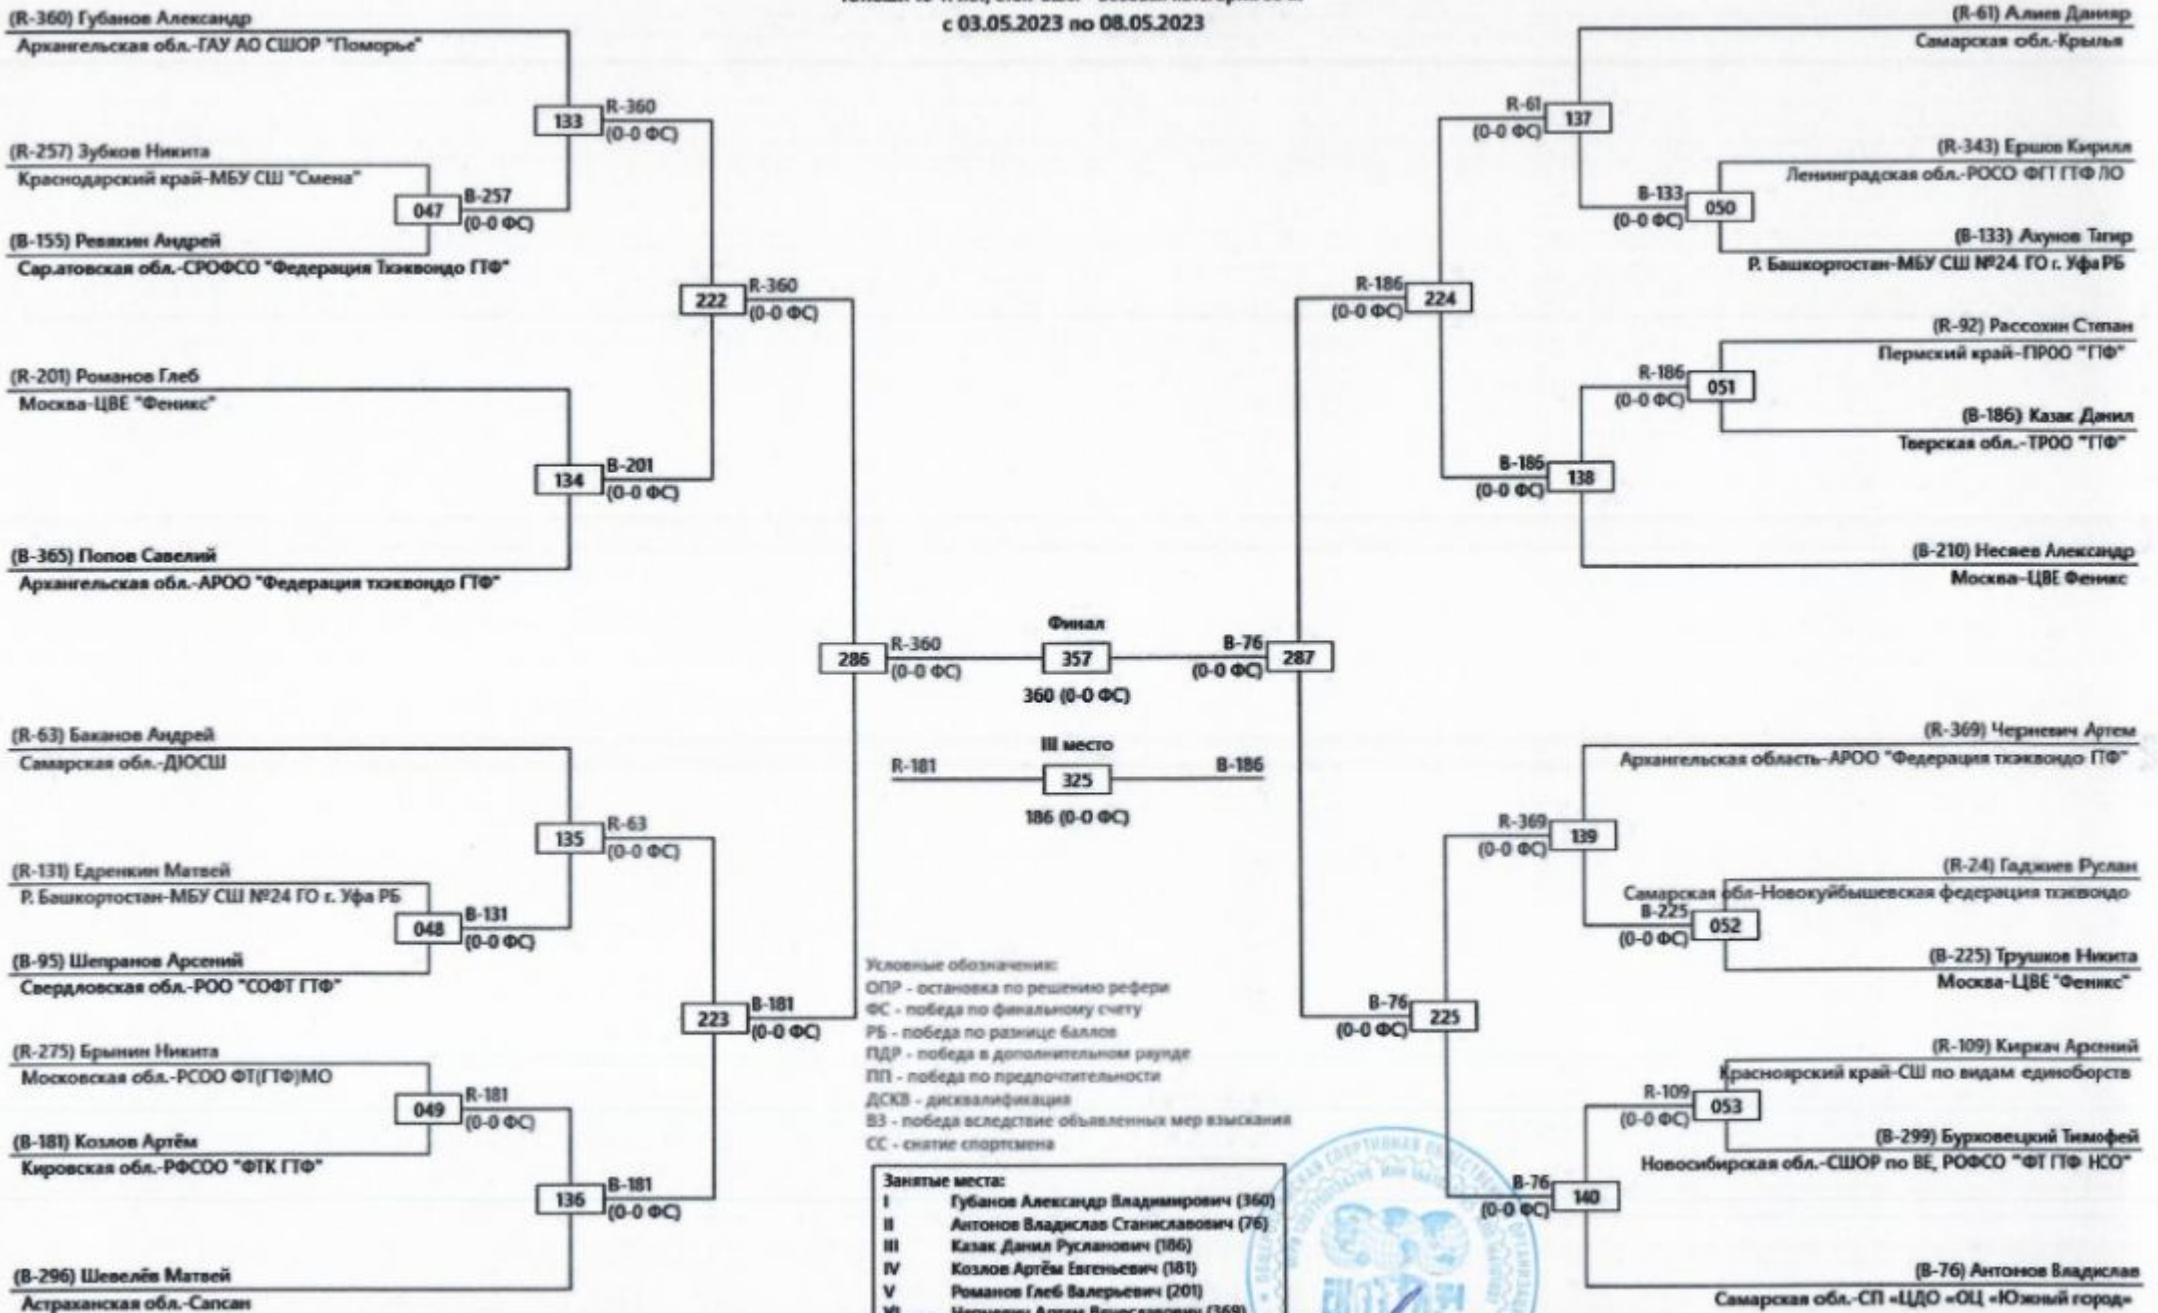 с 03.05.2023 по 08.05.2023
(R-360) Губанов Александр
Архангельская обл.-ГАУ АО СШОР "Поморье"
133
R-360
(0-0 ФС)
(R-257) Зубков Никита
Краснодарский край-МБУ СШ "Смена"
047
B-257
(0-0 ФС)
(B-155) Ревякин Андрей
Сар.атовская обл.-СРОФСО "Федерация Тхэквондо ГТФ"
222
R-360
(0-0 ФС)
(R-201) Романов Глеб
Москва-ЦВЕ "Феникс"
134
B-201
(0-0 ФС)
(B-365) Попов Савелий
Архангельская обл.-АРОО "Федерация тхэквондо ГТФ"
286
R-360
(0-0 ФС)
(R-63) Баканов Андрей
Самарская обл.-ДЮСШ
135
R-63
(0-0 ФС)
(R-131) Едренкин Матвей
Р. Башкортостан-МБУ СШ №24 ГО г. Уфа РБ
048
B-131
(0-0 ФС)
(B-95) Шепранов Арсений
Свердловская обл.-РОО "СОФТ ГТФ"
223
B-181
(0-0 ФС)
(R-275) Брынин Никита
Московская обл.-РСОО ФТ(ГТФ)МО
049
R-181
(0-0 ФС)
(B-181) Козлов Артём
Кировская обл.-РФСОО "ФТК ГТФ"
136
B-181
(0-0 ФС)
(B-296) Шевелёв Матвей
Астраханская обл.-Сапсан
Финал
357
360 (0-0 ФС)
III место
R-181
325
B-186
186 (0-0 ФС)
(R-61) Алиев Данияр
Самарская обл.-Крылья
R-61
(0-0 ФС)
137
(R-343) Ершов Кирилл
Ленинградская обл.-РОСО ФГТ ГТФ ЛО
B-133
(0-0 ФС)
050
(B-133) Ахунов Тагир
Р. Башкортостан-МБУ СШ №24 ГО г. Уфа РБ
R-186
(0-0 ФС)
224
(R-92) Рассохин Степан
Пермский край-ПРОО "ГТФ"
R-186
(0-0 ФС)
051
(B-186) Казак Данил
Тверская обл.-ТРОО "ГТФ"
B-186
(0-0 ФС)
138
(B-210) Несяев Александр
Москва-ЦВЕ Феникс
B-76
(0-0 ФС)
287
(R-369) Черневич Артем
Архангельская область-АРОО "Федерация тхэквондо ГТФ"
R-369
(0-0 ФС)
139
(R-24) Гаджиев Руслан
Самарская обл-Новокуйбышевская федерация тхэквондо
B-225
(0-0 ФС)
052
(B-225) Трушков Никита
Москва-ЦВЕ "Феникс"
B-76
(0-0 ФС)
225
(R-109) Киркач Арсений
Красноярский край-СШ по видам единоборств
R-109
(0-0 ФС)
053
(B-299) Бурховецкий Тимофей
Новосибирская обл.-СШОР по ВЕ, РОФСО "ФТ ГТФ НСО"
B-76
(0-0 ФС)
140
(B-76) Антонов Владислав
Самарская обл.-СП «ЦДО «ОЦ «Южный город»
Условные обозначения:
ОПР - остановка по решению рефери
ФС - победа по финальному счету
РБ - победа по разнице баллов
ПДР - победа в дополнительном раунде
ПП - победа по предпочтительности
ДСКВ - дисквалификация
ВЗ - победа вследствие объявленных мер взыскания
СС - снятие спортсмена
Занятые места:
I Губанов Александр Владимирович (360)
II Антонов Владислав Станиславович (76)
III Казак Данил Русланович (186)
IV Козлов Артём Евгеньевич (181)
V Романов Глеб Валерьевич (201)
VI Черневич Артем Вячеславович (369)